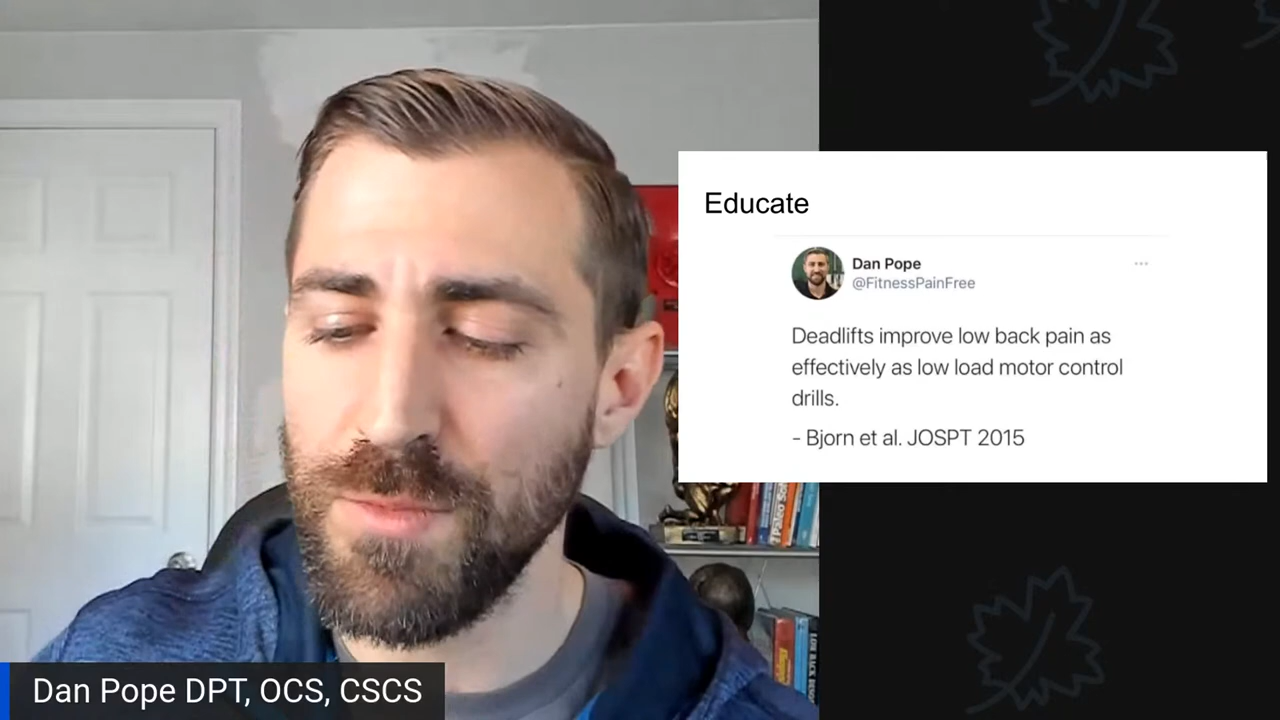 Educate
Dan Pope
@FitnessPainFree
Deadlifts improve low back pain as
effectively as low load motor control
drills.
- Bjorn et al. JOSPT 2015
Dan Pope DPT, OCS, CSCS